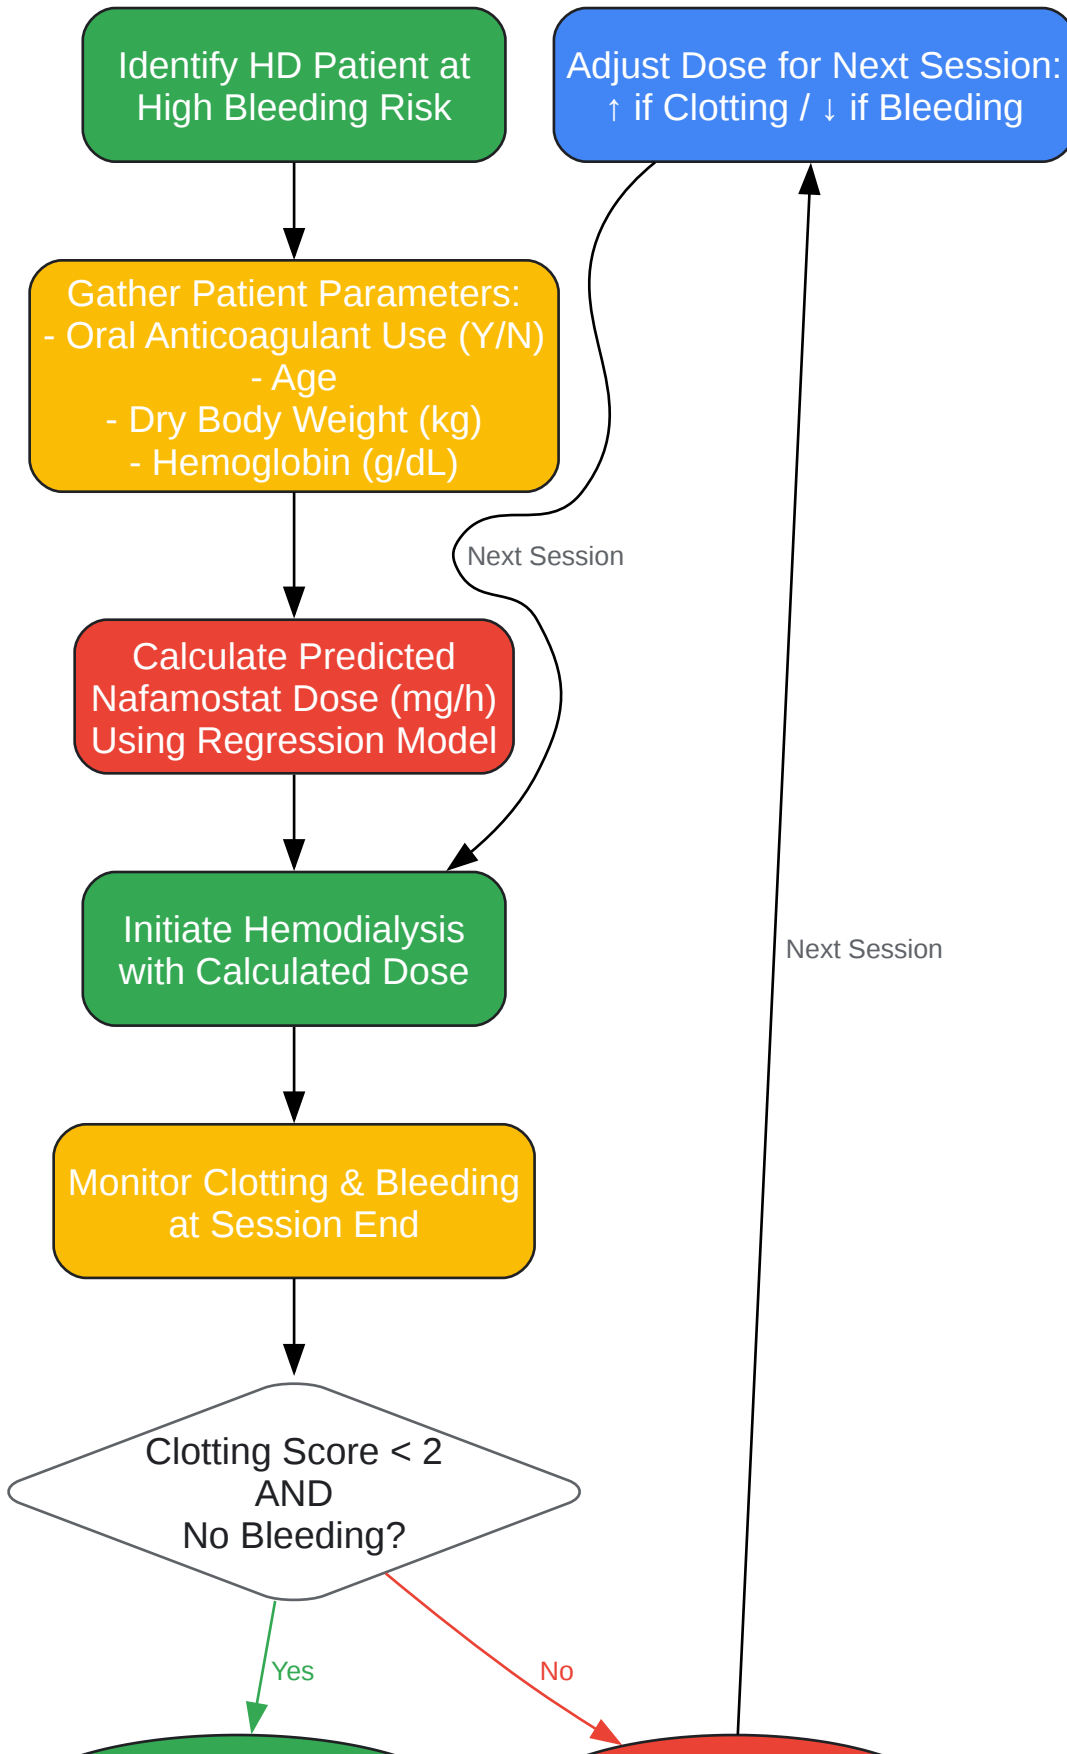 Identify HD Patient at
High Bleeding Risk
Adjust Dose for Next Session:
↑ if Clotting / ↓ if Bleeding
Gather Patient Parameters:
- Oral Anticoagulant Use (Y/N)
- Age
- Dry Body Weight (kg)
- Hemoglobin (g/dL)
Next Session
Calculate Predicted
Nafamostat Dose (mg/h)
Using Regression Model
Initiate Hemodialysis
with Calculated Dose
Next Session
Monitor Clotting & Bleeding
at Session End
Clotting Score < 2
AND
No Bleeding?
Yes
No